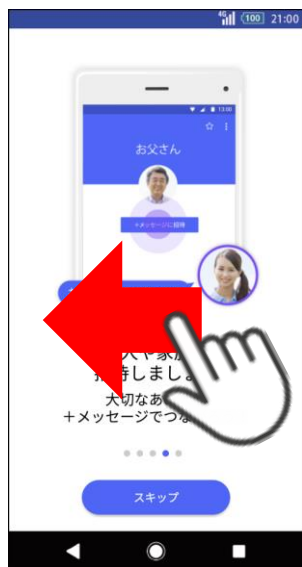 4G 100 21:00
13:00
お父さん
+メッセージに招待
大切なあ
+メッセージでつな
スキップ